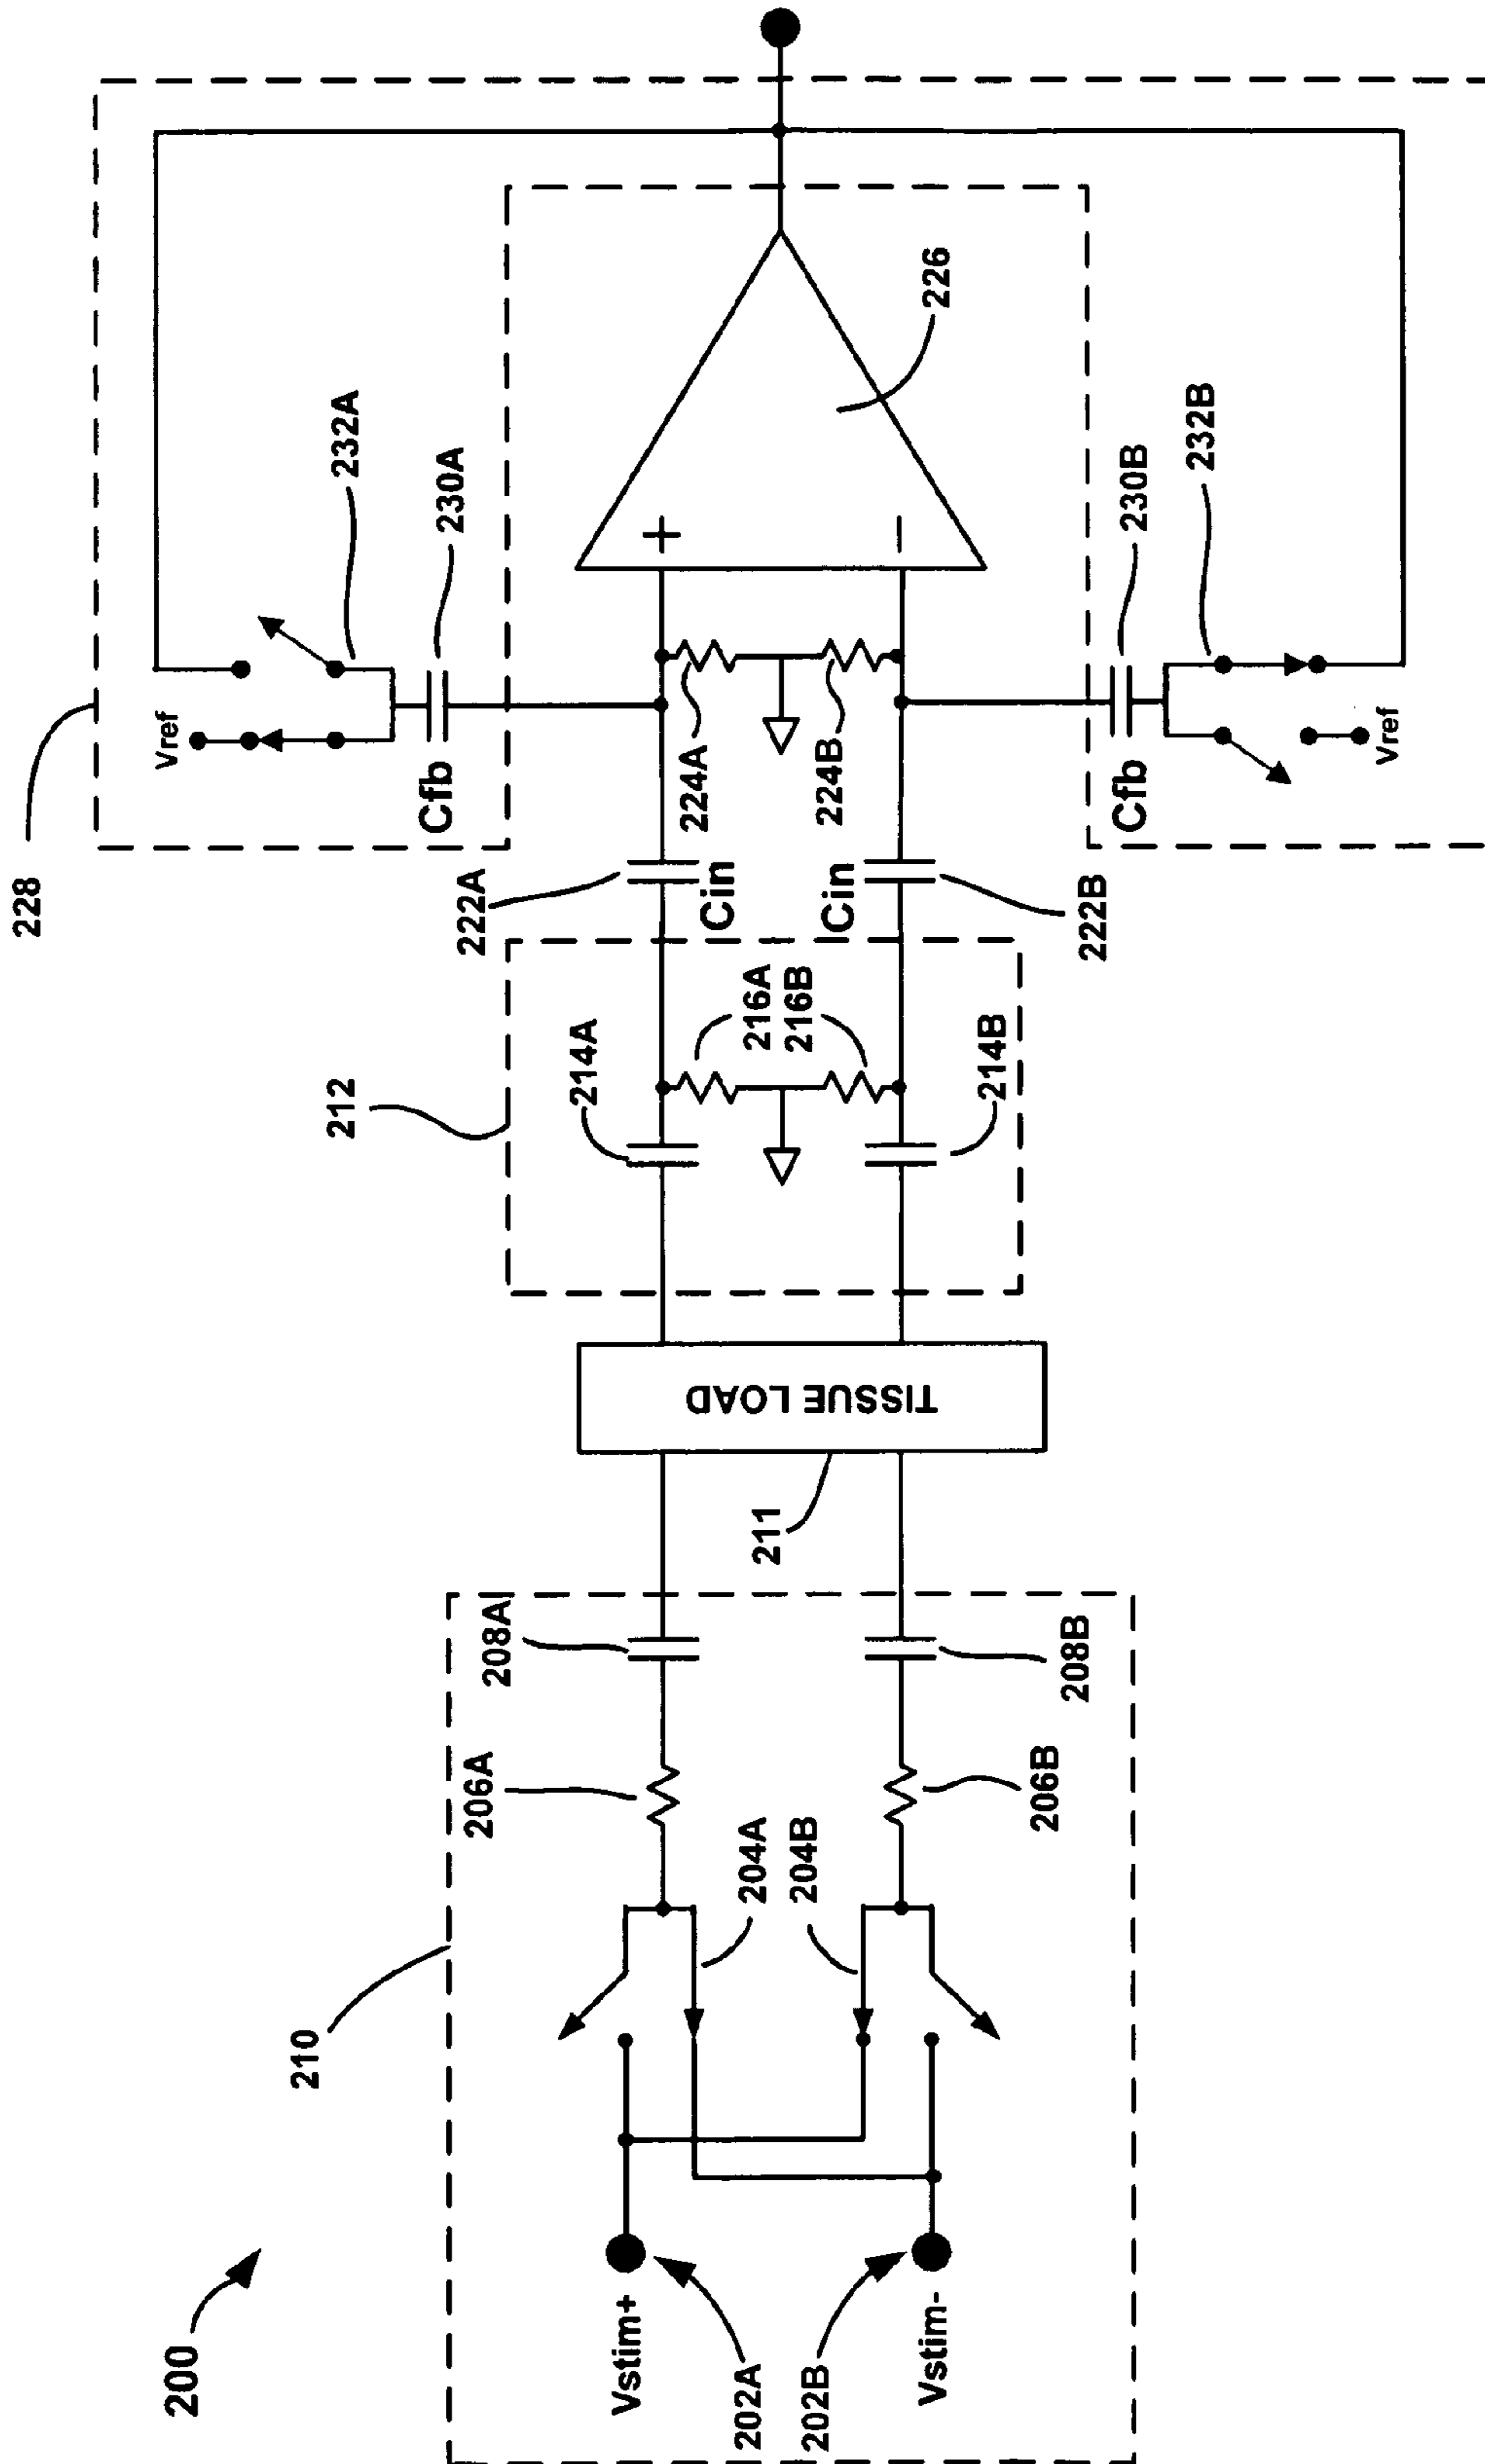 200
210
Vstim+
Vstim-
202A
202B
204A
204B
206A
206B
208A
208B
211
TISSUE LOAD
212
214A
214B
216A
216B
222A
222B
Cin
Cin
224A
224B
226
228
Vref
Cfb
230A
232A
Cfb
230B
232B
Vref
+
−